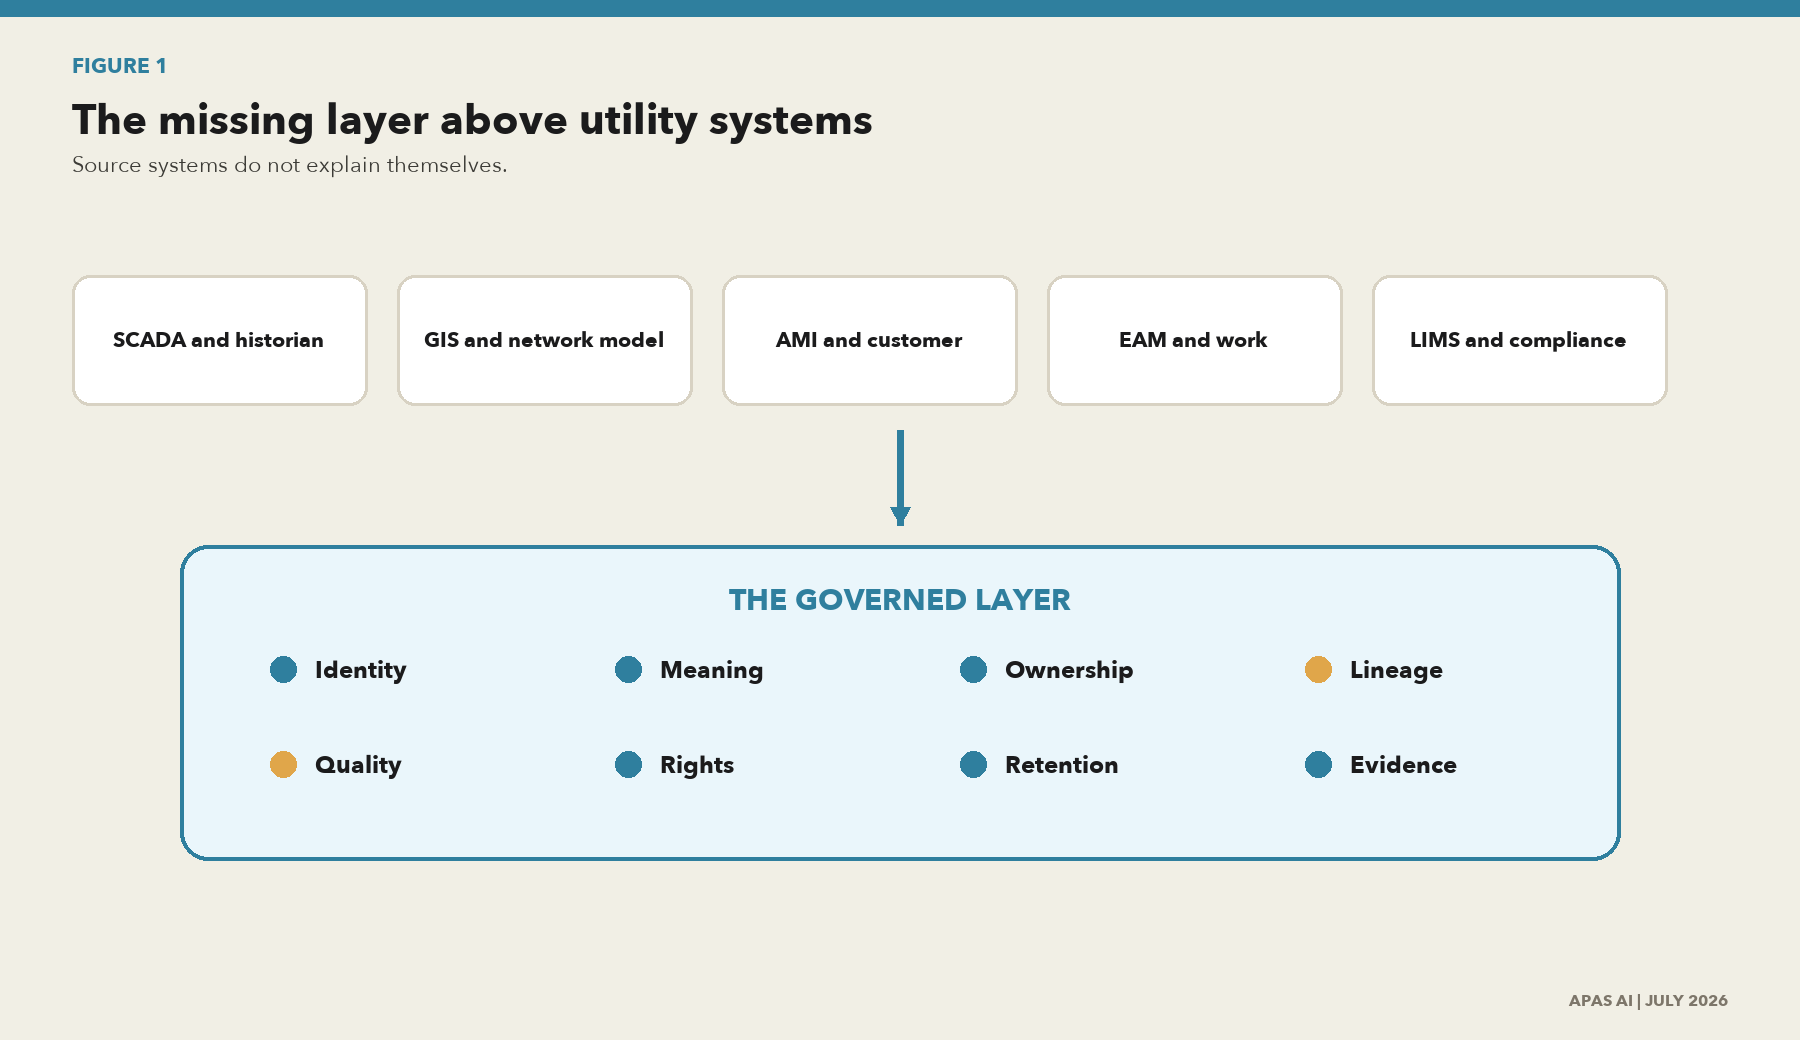 FIGURE 1
The missing layer above utility systems
Source systems do not explain themselves.
SCADA and historian
GIS and network model
AMI and customer
EAM and work
LIMS and compliance
THE GOVERNED LAYER
Identity
Meaning
Ownership
Lineage
Quality
Rights
Retention
Evidence
APAS AI | JULY 2026